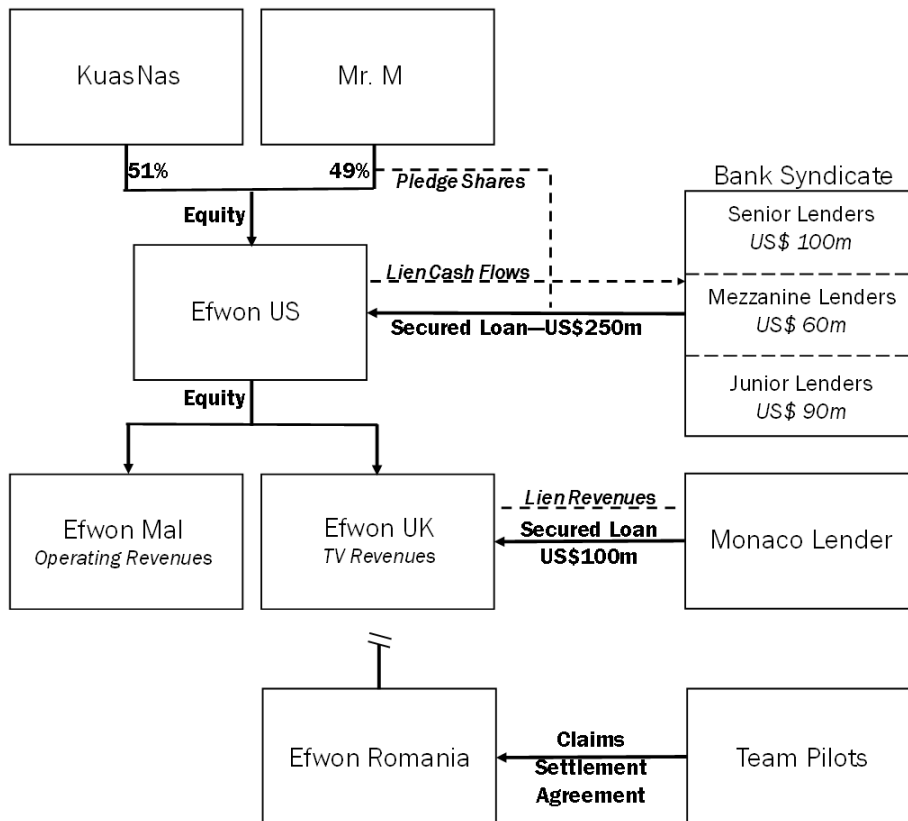 KuasNas
Mr. M
51%
49%
Pledge Shares
Equity
Bank Syndicate
Senior Lenders
US$ 100m
Lien Cash Flows
Efwon US
Mezzanine Lenders
US$ 60m
Secured Loan—US$250m
Junior Lenders
US$ 90m
Equity
Efwon Mal
Operating Revenues
Efwon UK
TV Revenues
Lien Revenues
Secured Loan
US$100m
Monaco Lender
Efwon Romania
Claims
Settlement
Agreement
Team Pilots